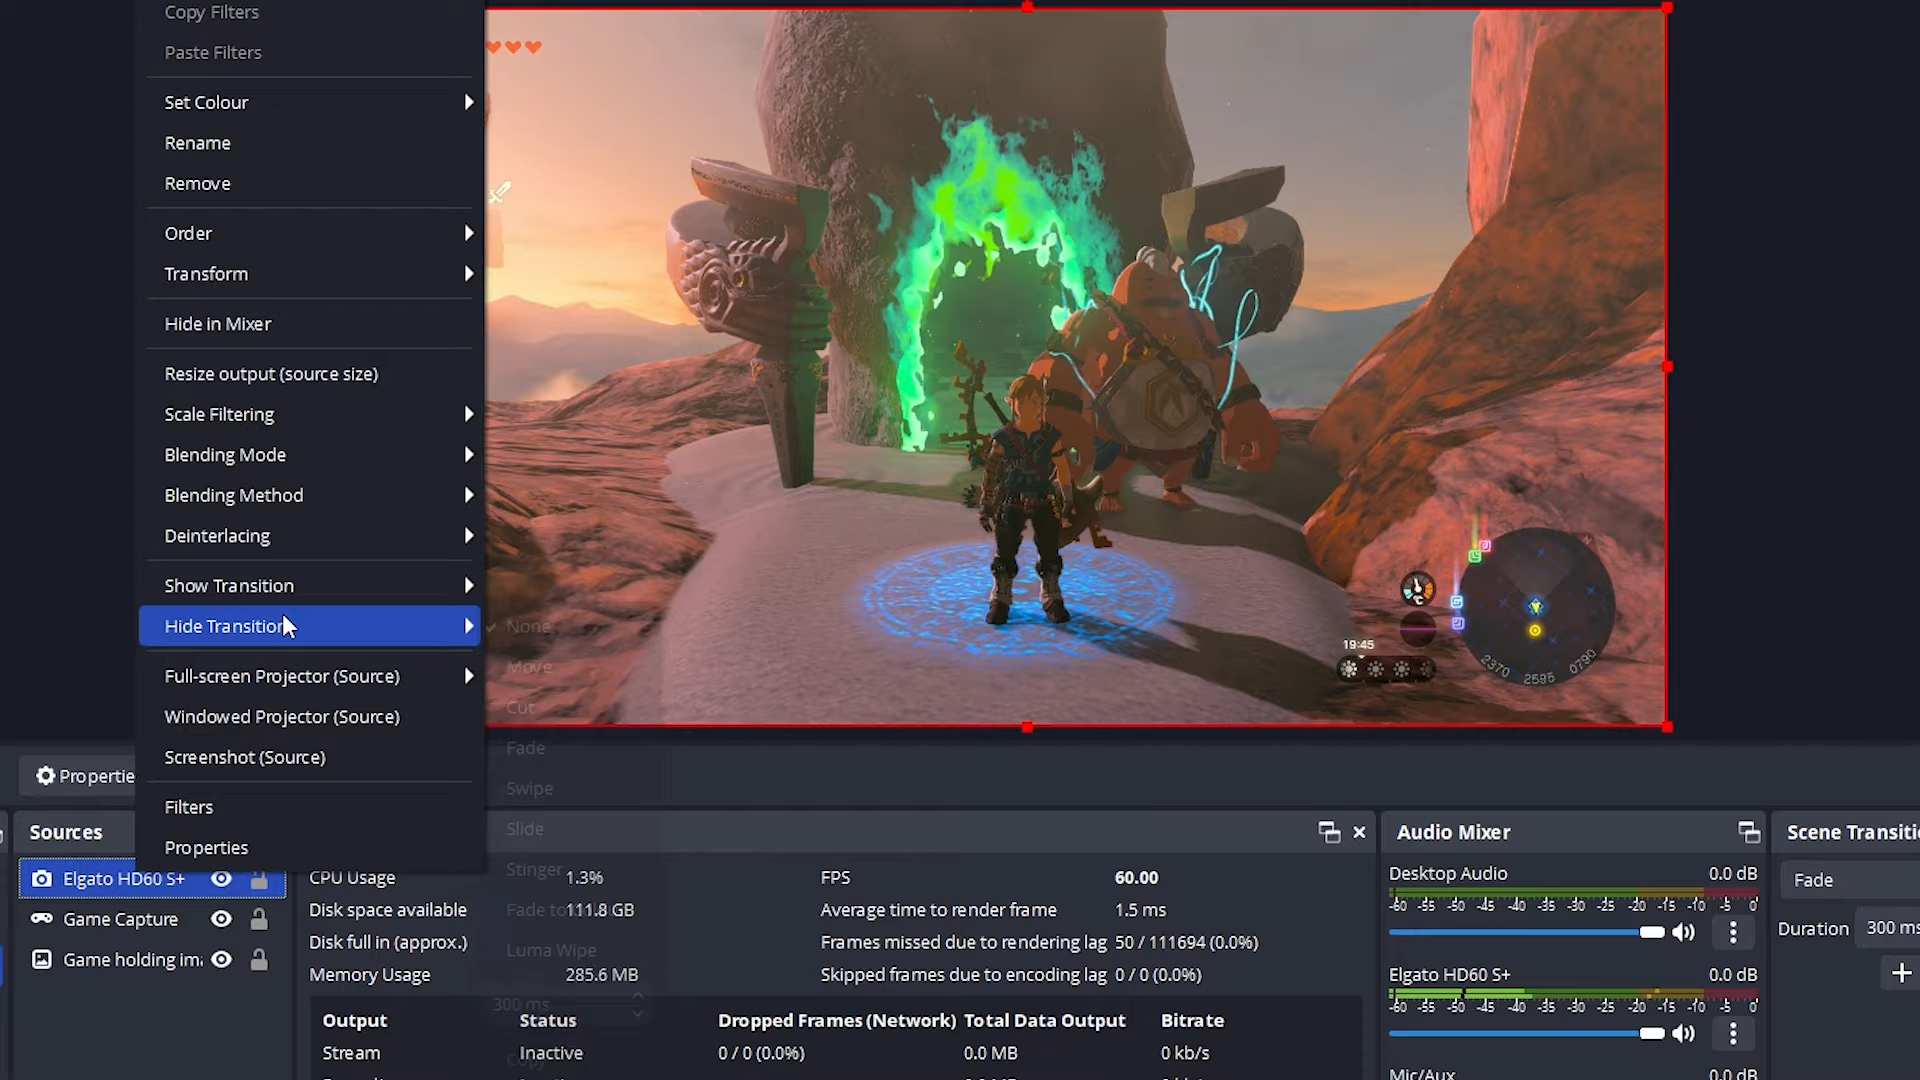 Copy Filters
Paste Filters
Set Colour
Rename
Remove
Order
Transform
Hide in Mixer
Resize output (source size)
Scale Filtering
Blending Mode
Blending Method
Deinterlacing
Show Transition
Hide Transition
Full-screen Projector (Source)
Windowed Projector (Source)
Screenshot (Source)
Filters
Properties
None
Move
Cut
Fade
Swipe
Slide
Stinger
Luma Wipe
300 ms
19:45
2370
2595
0790
Propertie
Sources
Elgato HD60 S+
Game Capture
Game holding im
CPU Usage 1.3%
Disk space available 111.8 GB
Disk full in (approx.)
Memory Usage 285.6 MB
FPS 60.00
Average time to render frame 1.5 ms
Frames missed due to rendering lag 50 / 111694 (0.0%)
Skipped frames due to encoding lag 0 / 0 (0.0%)
Output Status Dropped Frames (Network) Total Data Output Bitrate
Stream Inactive 0 / 0 (0.0%) 0.0 MB 0 kb/s
Audio Mixer
Desktop Audio 0.0 dB
-60 -55 -50 -45 -40 -35 -30 -25 -20 -15 -10 -5 0
Elgato HD60 S+ 0.0 dB
-60 -55 -50 -45 -40 -35 -30 -25 -20 -15 -10 -5 0
Mic/Aux 0.0 dB
Scene Transiti
Fade
Duration 300 ms